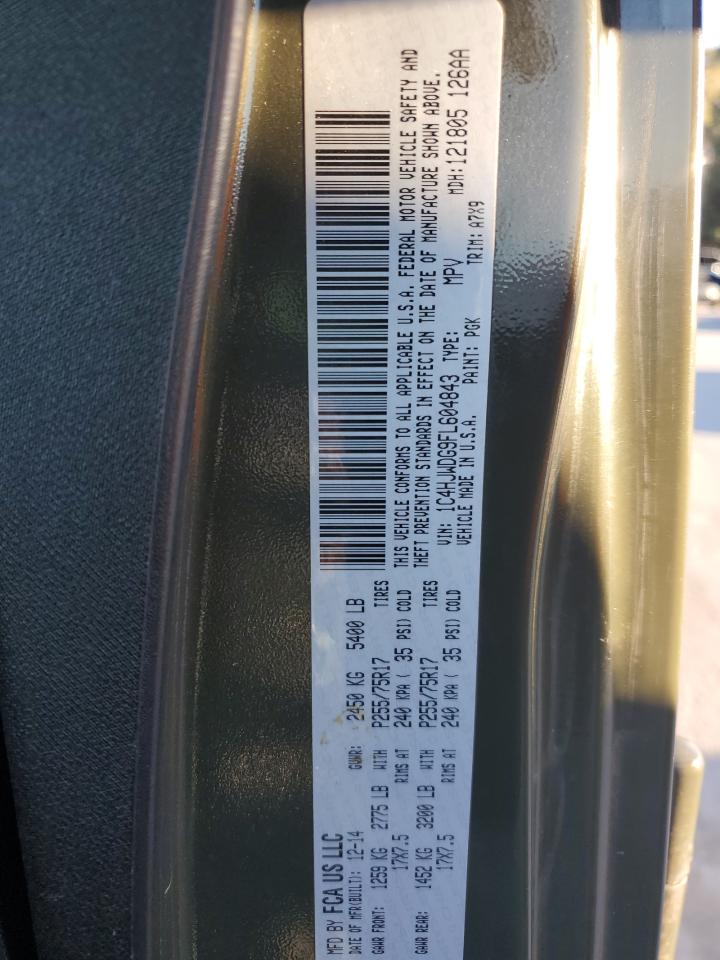 MFD BY FCA US LLC
DATE OF MFR(BUILT): 12-14 GVWR: 2450 KG 5400 LB
GAWR FRONT: 1259 KG 2775 LB WITH P255/75R17 TIRES
17X7.5 RIMS AT 240 KPA ( 35 PSI) COLD
GAWR REAR: 1452 KG 3200 LB WITH P255/75R17 TIRES
17X7.5 RIMS AT 240 KPA ( 35 PSI) COLD
THIS VEHICLE CONFORMS TO ALL APPLICABLE U.S.A. FEDERAL MOTOR VEHICLE SAFETY AND
THEFT PREVENTION STANDARDS IN EFFECT ON THE DATE OF MANUFACTURE SHOWN ABOVE.
VIN: 1C4HJWDG9FL604843 TYPE: MPV MDH:121805 126AA
VEHICLE MADE IN U.S.A. PAINT: PGK TRIM: A7X9